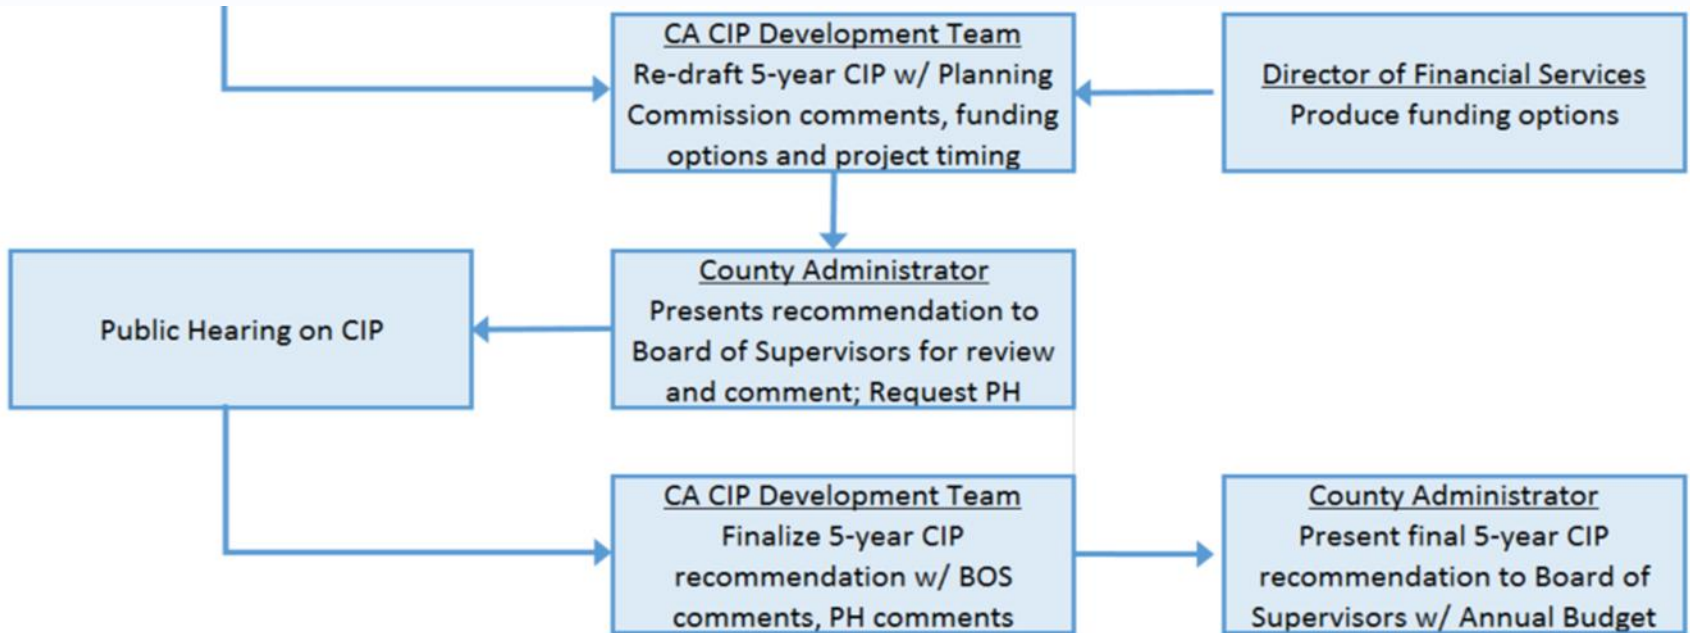 CA CIP Development Team
Re-draft 5-year CIP w/ Planning
Commission comments, funding
options and project timing
Director of Financial Services
Produce funding options
Public Hearing on CIP
County Administrator
Presents recommendation to
Board of Supervisors for review
and comment; Request PH
CA CIP Development Team
Finalize 5-year CIP
recommendation w/ BOS
comments, PH comments
County Administrator
Present final 5-year CIP
recommendation to Board of
Supervisors w/ Annual Budget